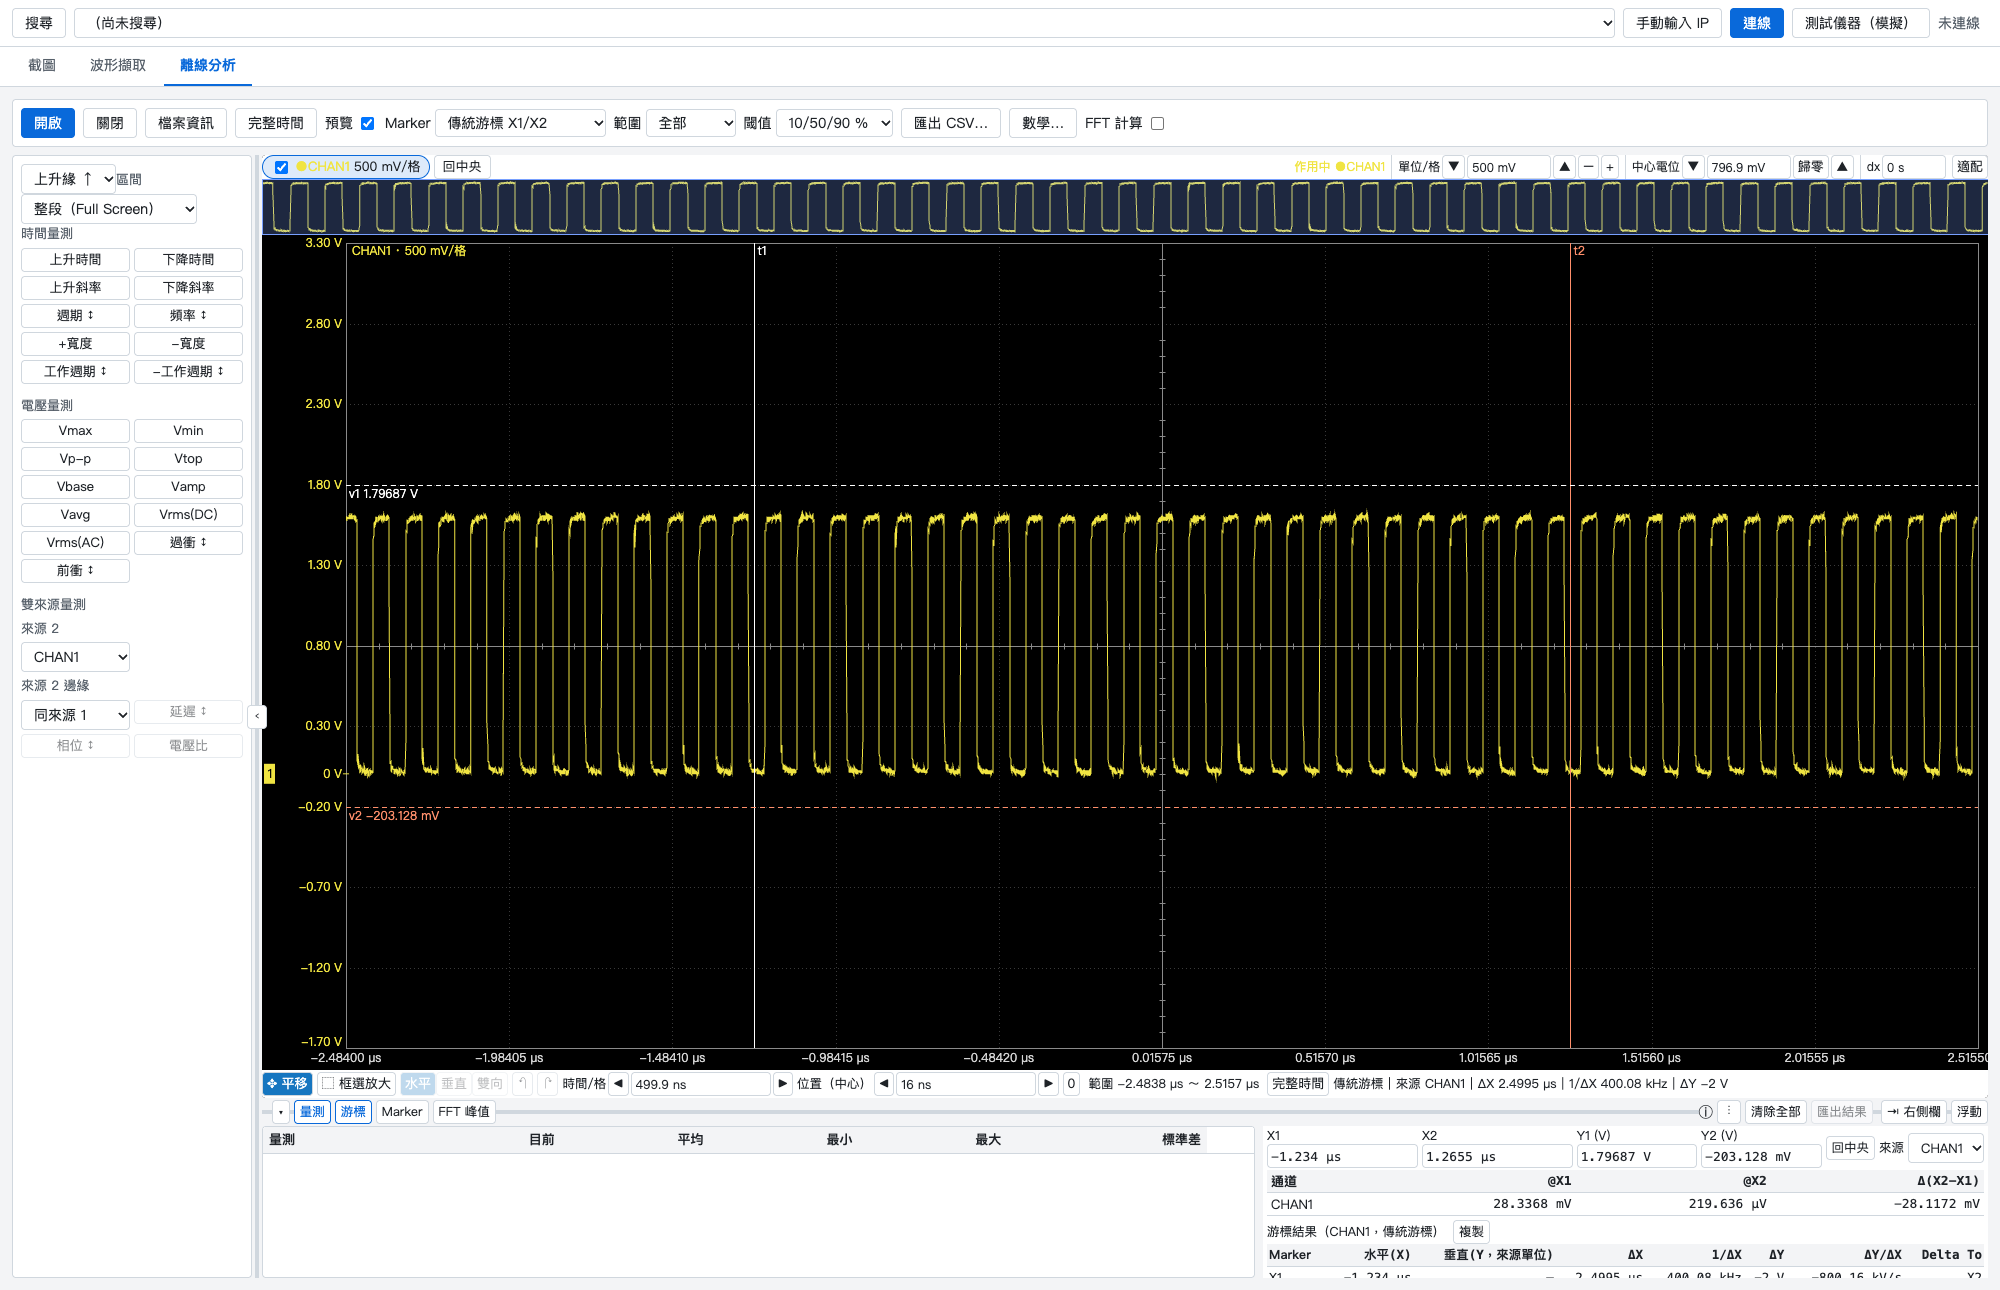 搜尋 （尚未搜尋） 手動輸入 IP 連線 測試儀器（模擬） 未連線
截圖 波形擷取 離線分析
開啟 關閉 檔案資訊 完整時間 預覽 Marker 傳統游標 X1/X2 範圍 全部 閾值 10/50/90 % 匯出 CSV... 數學... FFT 計算
上升緣 ↑ 區間
整段（Full Screen）
時間量測
上升時間 下降時間
上升斜率 下降斜率
週期 ↕ 頻率 ↕
+寬度 −寬度
工作週期 ↕ −工作週期 ↕
電壓量測
Vmax Vmin
Vp-p Vtop
Vbase Vamp
Vavg Vrms(DC)
Vrms(AC) 過衝 ↕
前衝 ↕
雙來源量測
來源 2
CHAN1
來源 2 邊緣
同來源 1 延遲 ↕
相位 ↕ 電壓比
CHAN1 500 mV/格 回中央 作用中 CHAN1 單位/格 ▼ 500 mV ▲ − + 中心電位 ▼ 796.9 mV 歸零 ▲ dx 0 s 適配
3.30 V
CHAN1・500 mV/格 t1 t2
2.80 V
2.30 V
1.80 V
v1 1.79687 V
1.30 V
0.80 V
0.30 V
1 0 V
−0.20 V
v2 −203.128 mV
−0.70 V
−1.20 V
−1.70 V
−2.48400 µs −1.98405 µs −1.48410 µs −0.98415 µs −0.48420 µs 0.01575 µs 0.51570 µs 1.01565 µs 1.51560 µs 2.01555 µs 2.51550
✥ 平移 框選放大 水平 垂直 雙向 時間/格 ◀ 499.9 ns ▶ 位置（中心） ◀ 16 ns ▶ 0 範圍 −2.4838 µs ～ 2.5157 µs 完整時間 傳統游標 | 來源 CHAN1 | ΔX 2.4995 µs | 1/ΔX 400.08 kHz | ΔY −2 V
量測 游標 Marker FFT 峰值 ⓘ ⋮ 清除全部 匯出結果 ⇥ 右側欄 浮動
量測 目前 平均 最小 最大 標準差
X1 X2 Y1 (V) Y2 (V)
−1.234 µs 1.2655 µs 1.79687 V −203.128 mV 回中央 來源 CHAN1
通道 @X1 @X2 Δ(X2−X1)
CHAN1 28.3368 mV 219.636 µV −28.1172 mV
游標結果（CHAN1，傳統游標） 複製
Marker 水平(X) 垂直(Y，來源單位) ΔX 1/ΔX ΔY ΔY/ΔX Delta To
X1 −1.234 µs − 2.4995 µs 400.08 kHz −2 V −800.16 kV/s X2